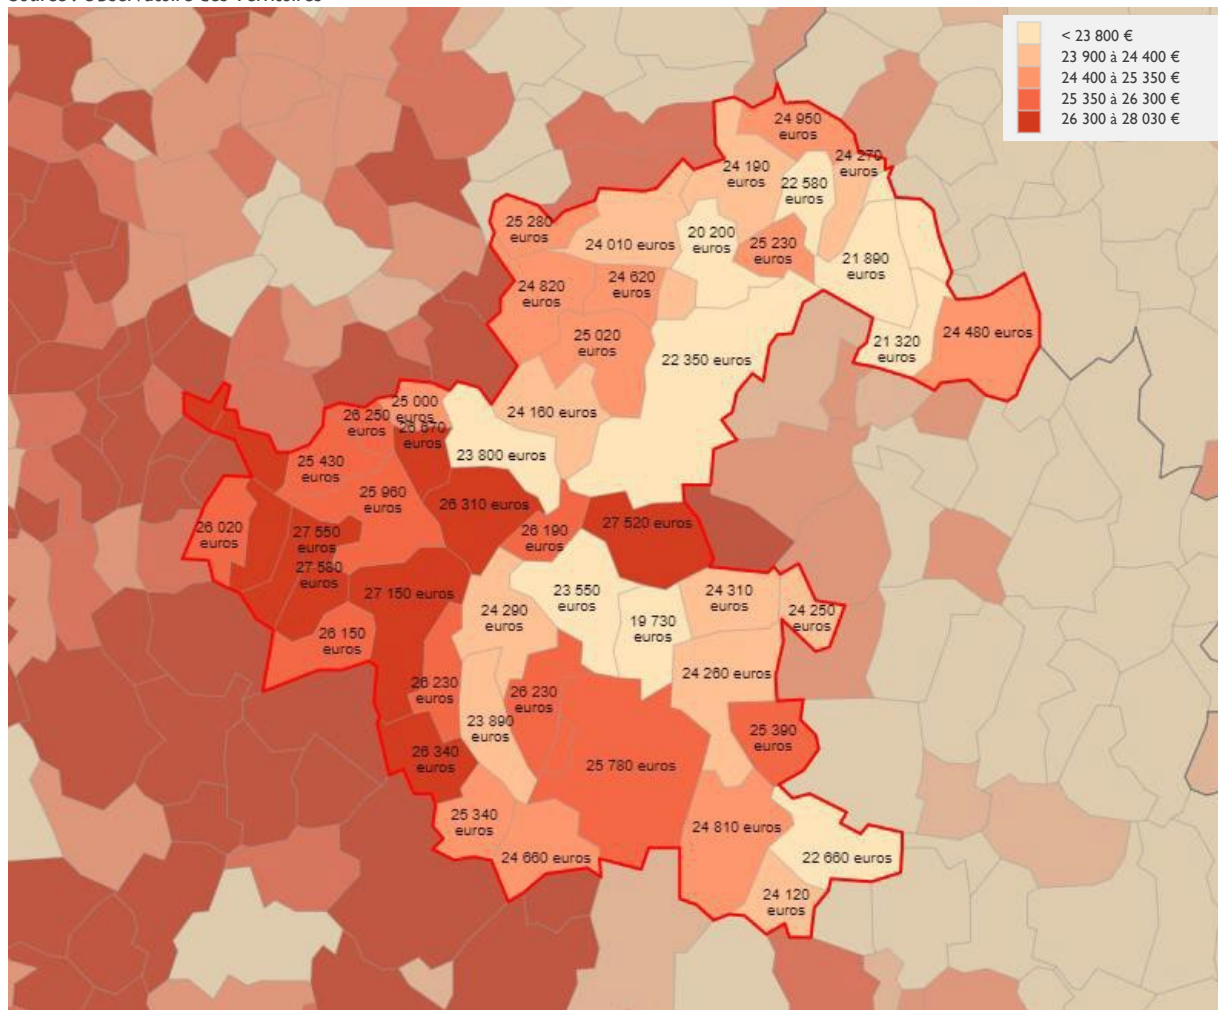 Source : Observatoire des Territoires
< 23 800 €
23 900 à 24 400 €
24 400 à 25 350 €
25 350 à 26 300 €
26 300 à 28 030 €
24 950
euros
24 270
euros
24 190
euros
22 580
euros
25 280
euros
24 010 euros
20 200
euros
25 230
euros
21 890
euros
24 820
euros
24 620
euros
25 020
euros
22 350 euros
21 320
euros
24 480 euros
25 000
euros
26 250
euros
26 670
euros
24 160 euros
23 800 euros
25 430
euros
25 960
euros
26 310 euros
26 020
euros
27 550
euros
26 190
euros
27 520 euros
27 580
euros
27 150 euros
23 550
euros
24 290
euros
19 730
euros
24 310
euros
24 250
euros
26 150
euros
24 260 euros
26 230
euros
26 230
euros
23 890
euros
25 390
euros
26 340
euros
25 780 euros
25 340
euros
24 810 euros
24 660 euros
22 660 euros
24 120
euros